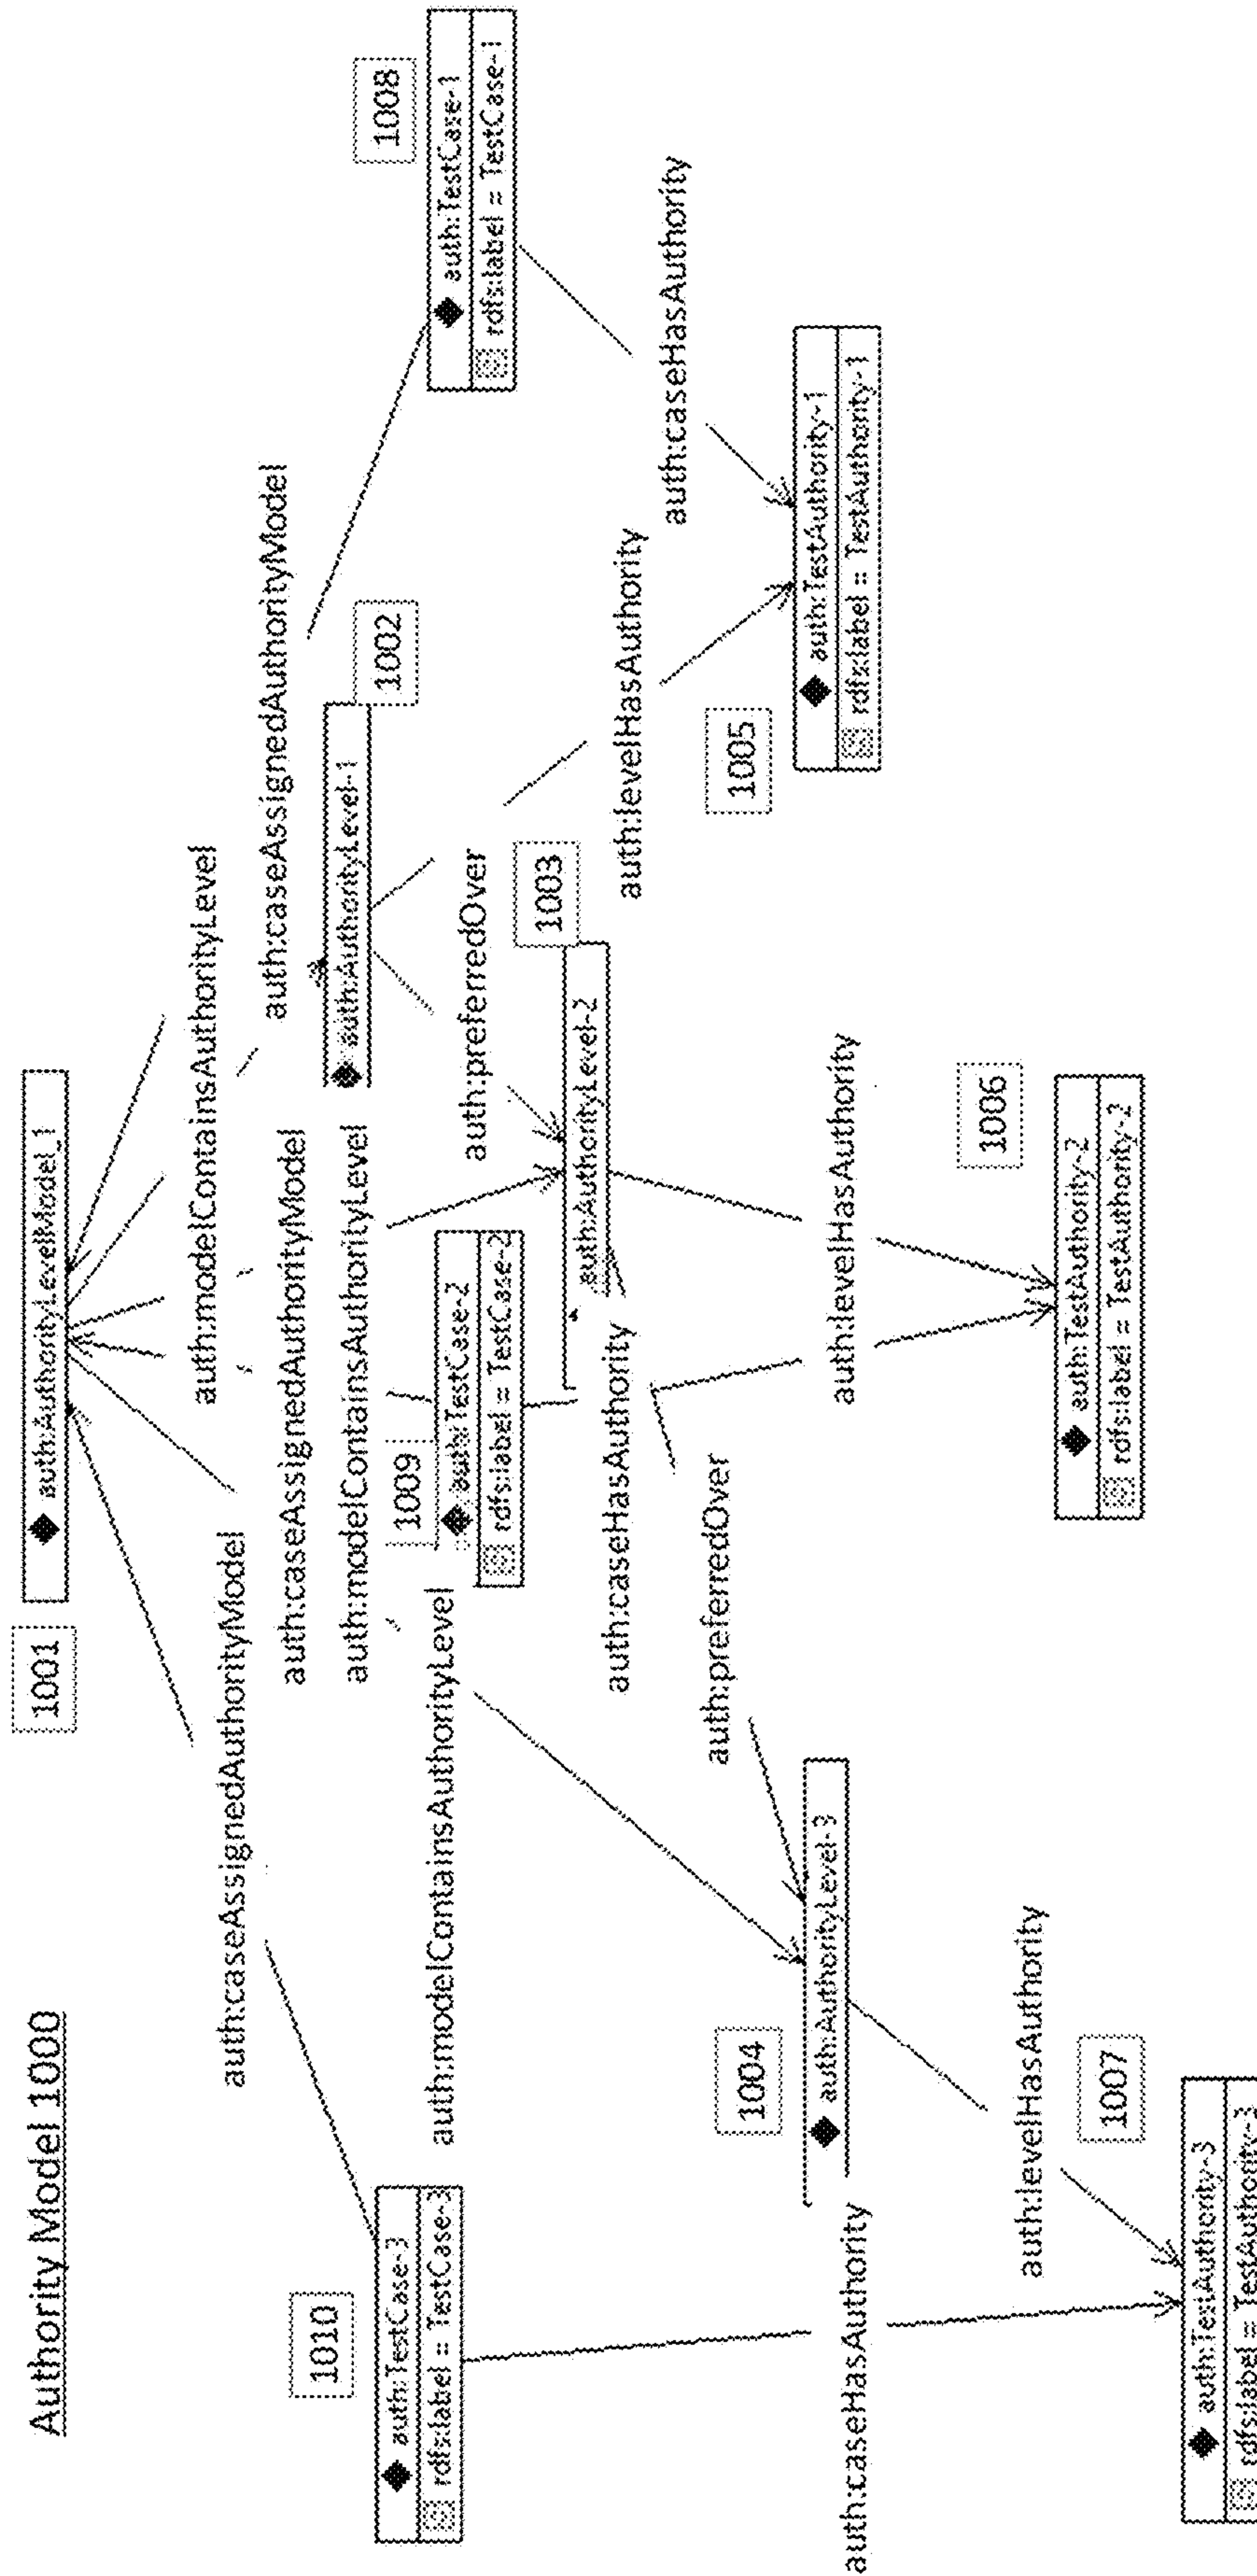 Authority Model 1000
1001
auth:AuthorityLevelModel_1
auth:modelContainsAuthorityLevel
auth:caseAssignedAuthorityModel
auth:caseAssignedAuthorityModel
auth:caseAssignedAuthorityModel
auth:modelContainsAuthorityLevel
1002
auth:AuthorityLevel-1
1008
auth:TestCase-1
rdfs:label = TestCase-1
1010
auth:TestCase-3
rdfs:label = TestCase-3
auth:modelContainsAuthorityLevel
1009
auth:TestCase-2
rdfs:label = TestCase-2
auth:preferredOver
1003
auth:AuthorityLevel-2
auth:caseHasAuthority
auth:levelHasAuthority
auth:caseHasAuthority
auth:preferredOver
1004
auth:AuthorityLevel-3
1005
auth:TestAuthority-1
rdfs:label = TestAuthority-1
auth:caseHasAuthority
auth:levelHasAuthority
1006
auth:TestAuthority-2
rdfs:label = TestAuthority-2
auth:levelHasAuthority
1007
auth:TestAuthority-3
rdfs:label = TestAuthority-3